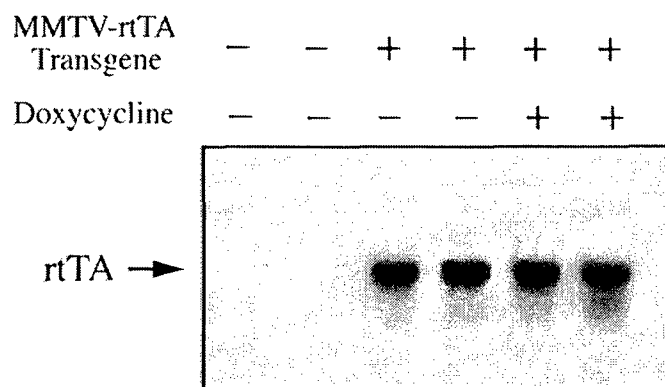 MMTV-rtTA
Transgene − − + + + +
Doxycycline − − − − + +
rtTA →